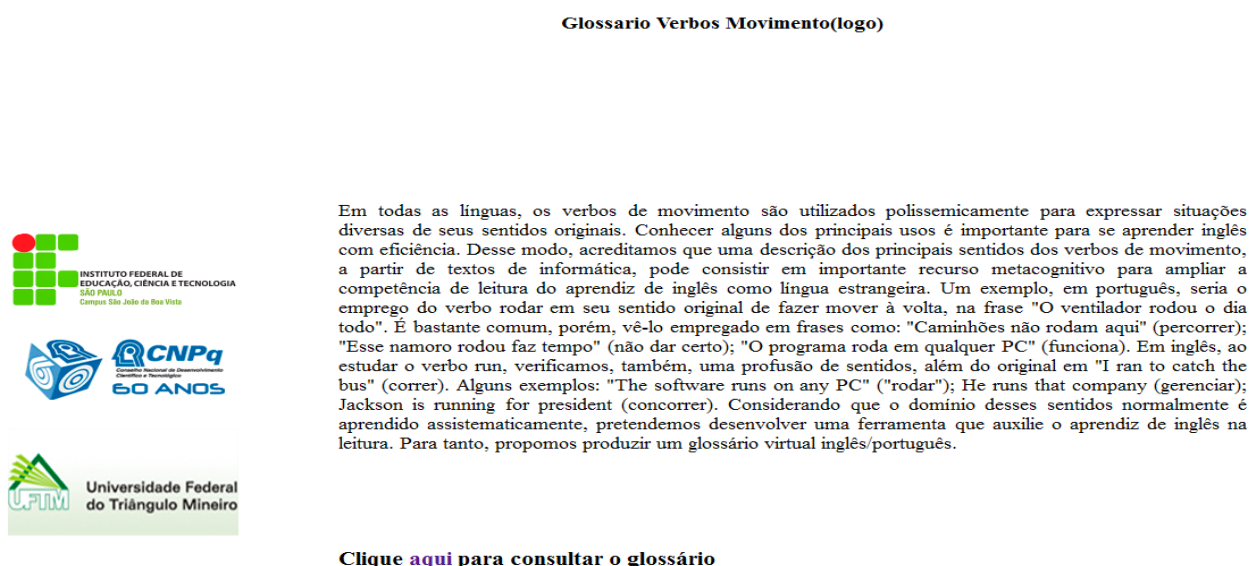 Glossario Verbos Movimento(logo)
Em todas as línguas, os verbos de movimento são utilizados polissemicamente para expressar situações
diversas de seus sentidos originais. Conhecer alguns dos principais usos é importante para se aprender inglês
com eficiência. Desse modo, acreditamos que uma descrição dos principais sentidos dos verbos de movimento,
a partir de textos de informática, pode consistir em importante recurso metacognitivo para ampliar a
competência de leitura do aprendiz de inglês como língua estrangeira. Um exemplo, em português, seria o
emprego do verbo rodar em seu sentido original de fazer mover à volta, na frase "O ventilador rodou o dia
todo". É bastante comum, porém, vê-lo empregado em frases como: "Caminhões não rodam aqui" (percorrer);
"Esse namoro rodou faz tempo" (não dar certo); "O programa roda em qualquer PC" (funciona). Em inglês, ao
estudar o verbo run, verificamos, também, uma profusão de sentidos, além do original em "I ran to catch the
bus" (correr). Alguns exemplos: "The software runs on any PC" ("rodar"); He runs that company (gerenciar);
Jackson is running for president (concorrer). Considerando que o domínio desses sentidos normalmente é
aprendido assistematicamente, pretendemos desenvolver uma ferramenta que auxilie o aprendiz de inglês na
leitura. Para tanto, propomos produzir um glossário virtual inglês/português.
Clique aqui para consultar o glossário
INSTITUTO FEDERAL DE
EDUCAÇÃO, CIÊNCIA E TECNOLOGIA
SÃO PAULO
Campus São João da Boa Vista
CNPq
Conselho Nacional de Desenvolvimento
Científico e Tecnológico
60 ANOS
UFTM
Universidade Federal
do Triângulo Mineiro